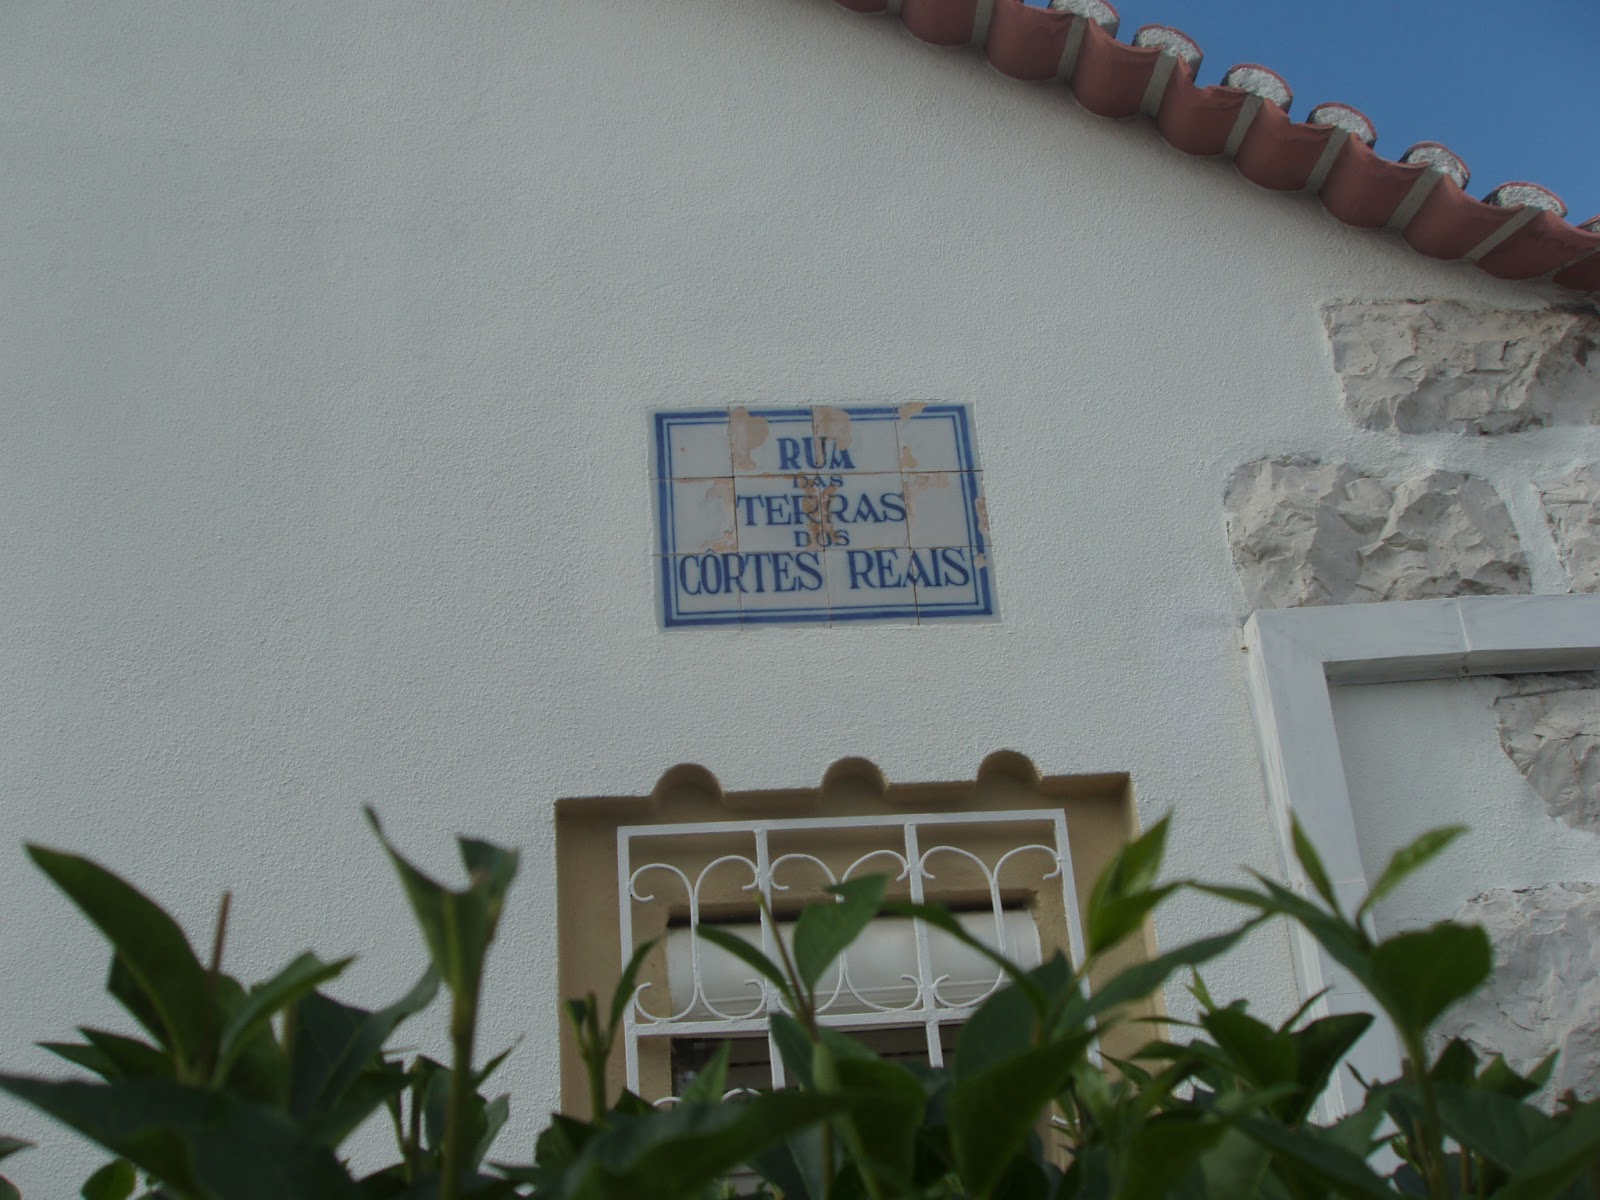 RUA
DAS
TERRAS
DOS
CÔRTES REAIS